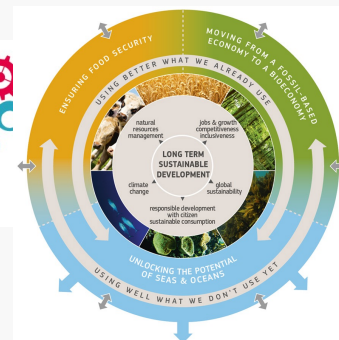 ENSURING FOOD SECURITY
MOVING FROM A FOSSIL-BASED
ECONOMY TO A BIOECONOMY
USING BETTER WHAT WE ALREADY USE
natural
resources
management
jobs & growth
competitiveness
inclusiveness
LONG TERM
SUSTAINABLE
DEVELOPMENT
climate
change
global
sustainability
responsible development
with citizen
sustainable consumption
UNLOCKING THE POTENTIAL
OF SEAS & OCEANS
USING WELL WHAT WE DON'T USE YET